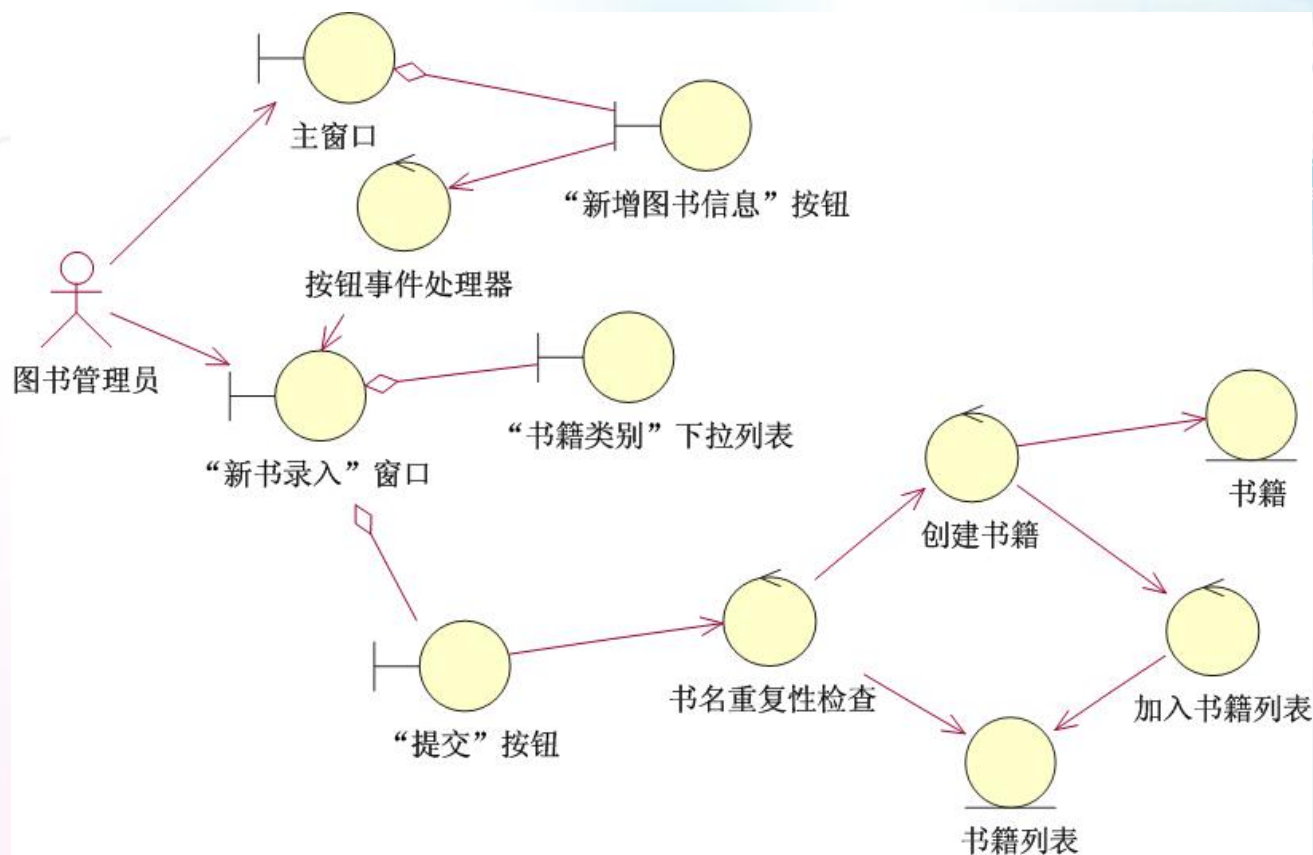 主窗口
“新增图书信息”按钮
按钮事件处理器
图书管理员
“书籍类别”下拉列表
“新书录入”窗口
书籍
创建书籍
书名重复性检查
加入书籍列表
“提交”按钮
书籍列表